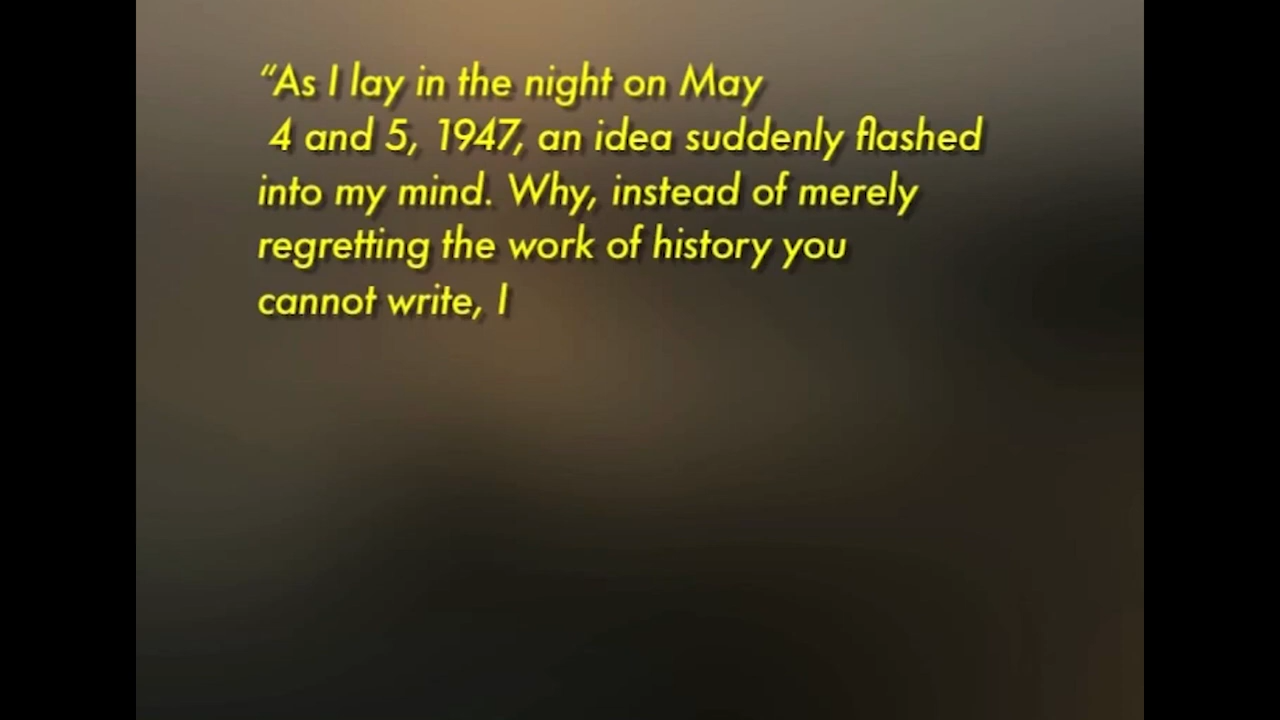 “As I lay in the night on May
4 and 5, 1947, an idea suddenly flashed
into my mind. Why, instead of merely
regretting the work of history you
cannot write, I